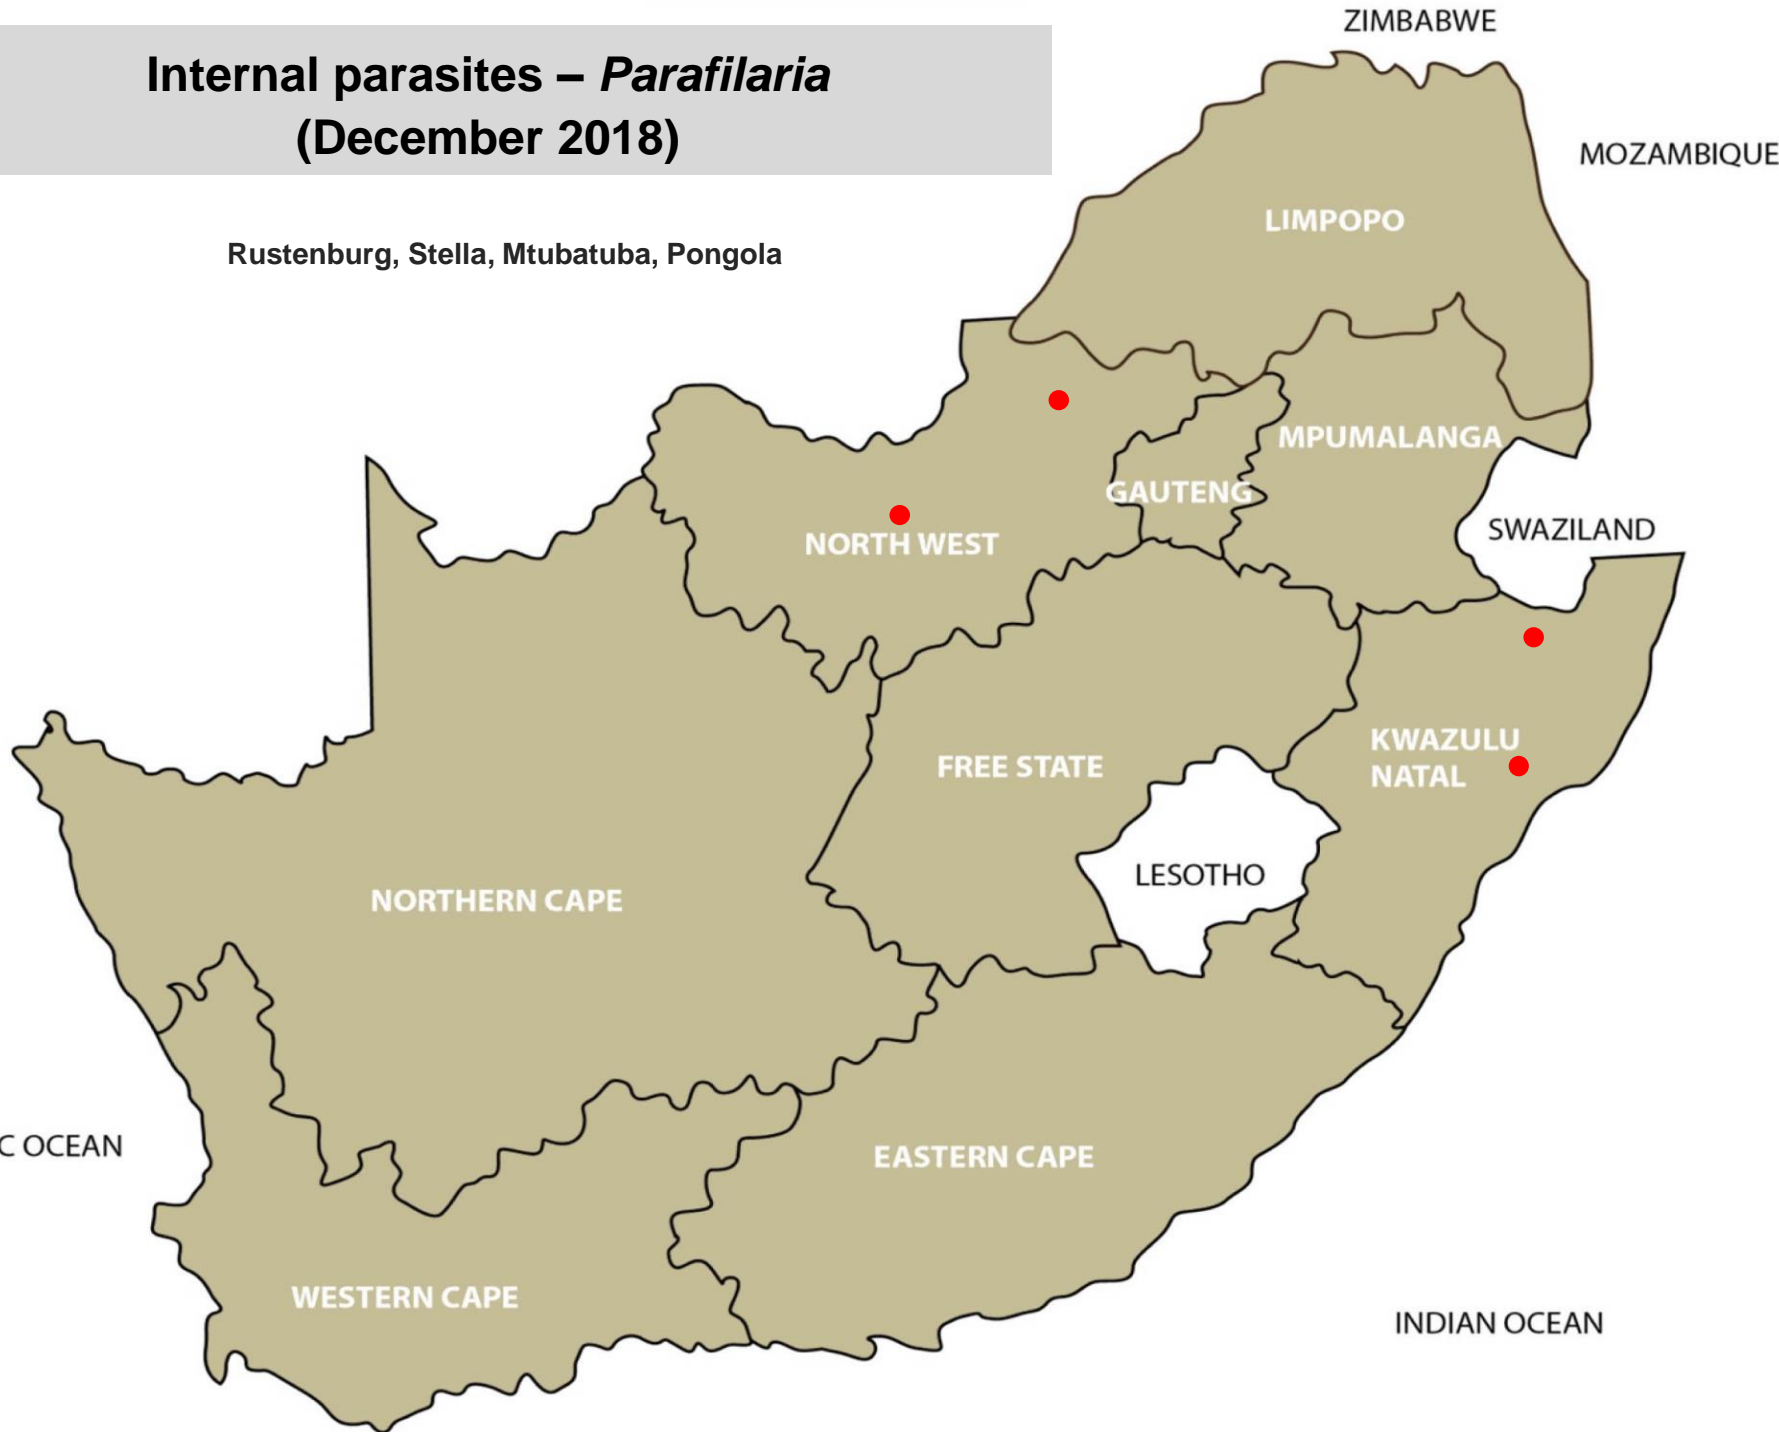 ZIMBABWE
Internal parasites – Parafilaria
(December 2018)
MOZAMBIQUE
LIMPOPO
Rustenburg, Stella, Mtubatuba, Pongola
MPUMALANGA
GAUTENG
SWAZILAND
NORTH WEST
KWAZULU
NATAL
FREE STATE
LESOTHO
NORTHERN CAPE
C OCEAN
EASTERN CAPE
WESTERN CAPE
INDIAN OCEAN